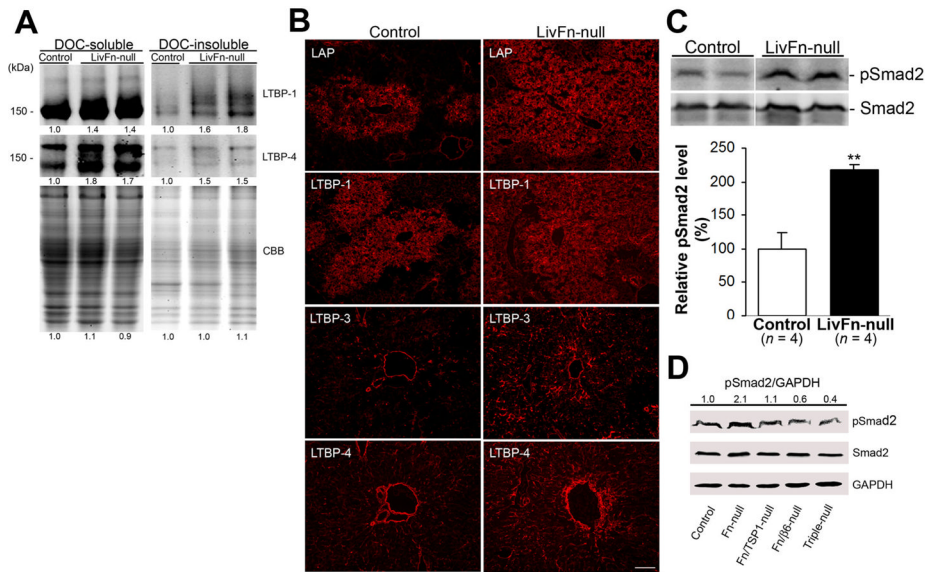 A
DOC-soluble DOC-insoluble
Control LivFn-null Control LivFn-null
(kDa)
150 - LTBP-1
1.0 1.4 1.4 1.0 1.6 1.8
150 - LTBP-4
1.0 1.8 1.7 1.0 1.5 1.5
CBB
1.0 1.1 0.9 1.0 1.0 1.1
B
Control LivFn-null
LAP LAP
LTBP-1 LTBP-1
LTBP-3 LTBP-3
LTBP-4 LTBP-4
C
Control LivFn-null
- pSmad2
- Smad2
Relative pSmad2 level (%)
250
200
150
100
50
0
**
Control LivFn-null
(n = 4) (n = 4)
D
pSmad2/GAPDH
1.0 2.1 1.1 0.6 0.4
pSmad2
Smad2
GAPDH
Control
Fn-null
Fn/TSP1-null
Fn/β6-null
Triple-null